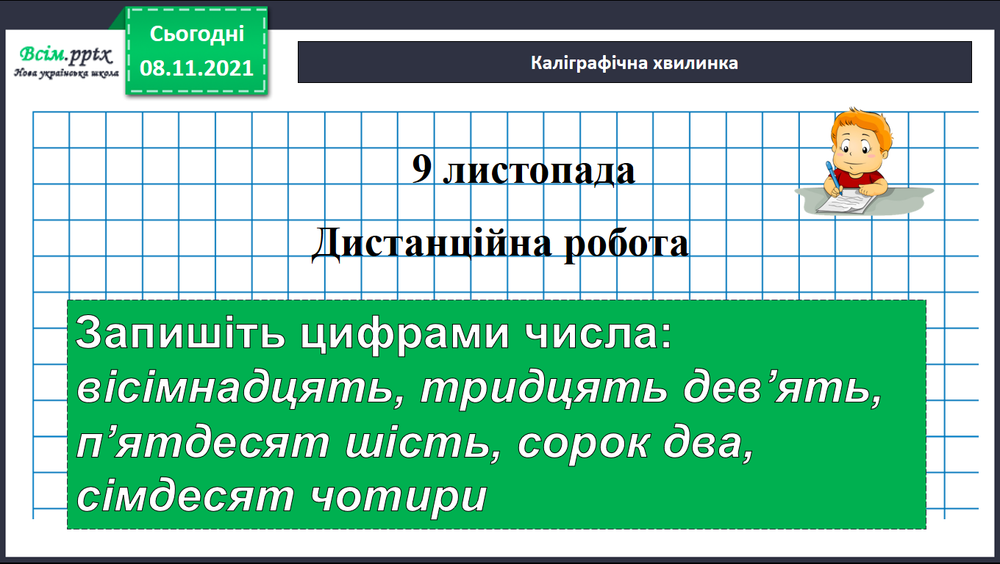 Сьогодні
08.11.2021
Всім.pptx
Нова українська школа
Каліграфічна хвилинка
9 листопада
Дистанційна робота
Запишіть цифрами числа:
вісімнадцять, тридцять дев’ять,
п’ятдесят шість, сорок два,
сімдесят чотири